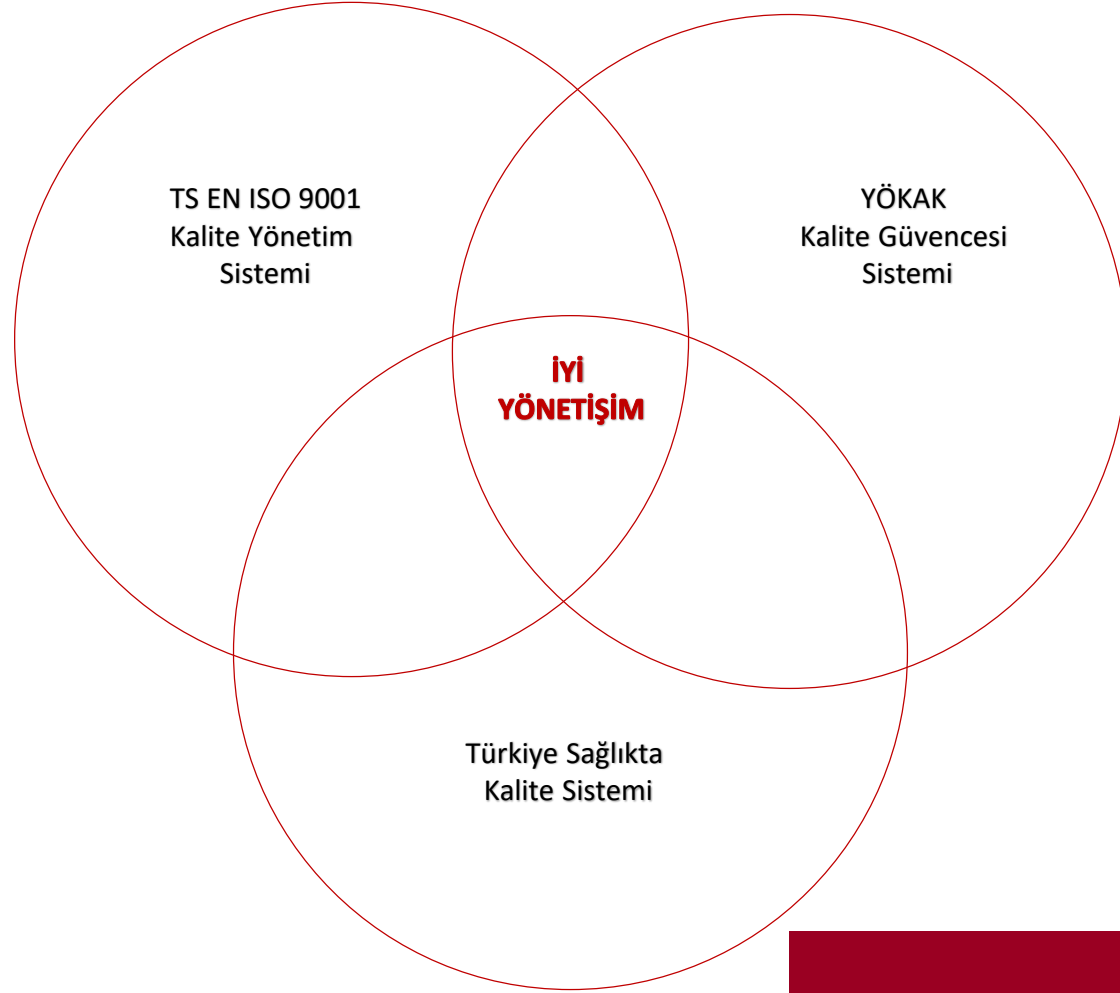 TS EN ISO 9001
Kalite Yönetim
Sistemi
YÖKAK
Kalite Güvencesi
Sistemi
İYİ
YÖNETİŞİM
Türkiye Sağlıkta
Kalite Sistemi